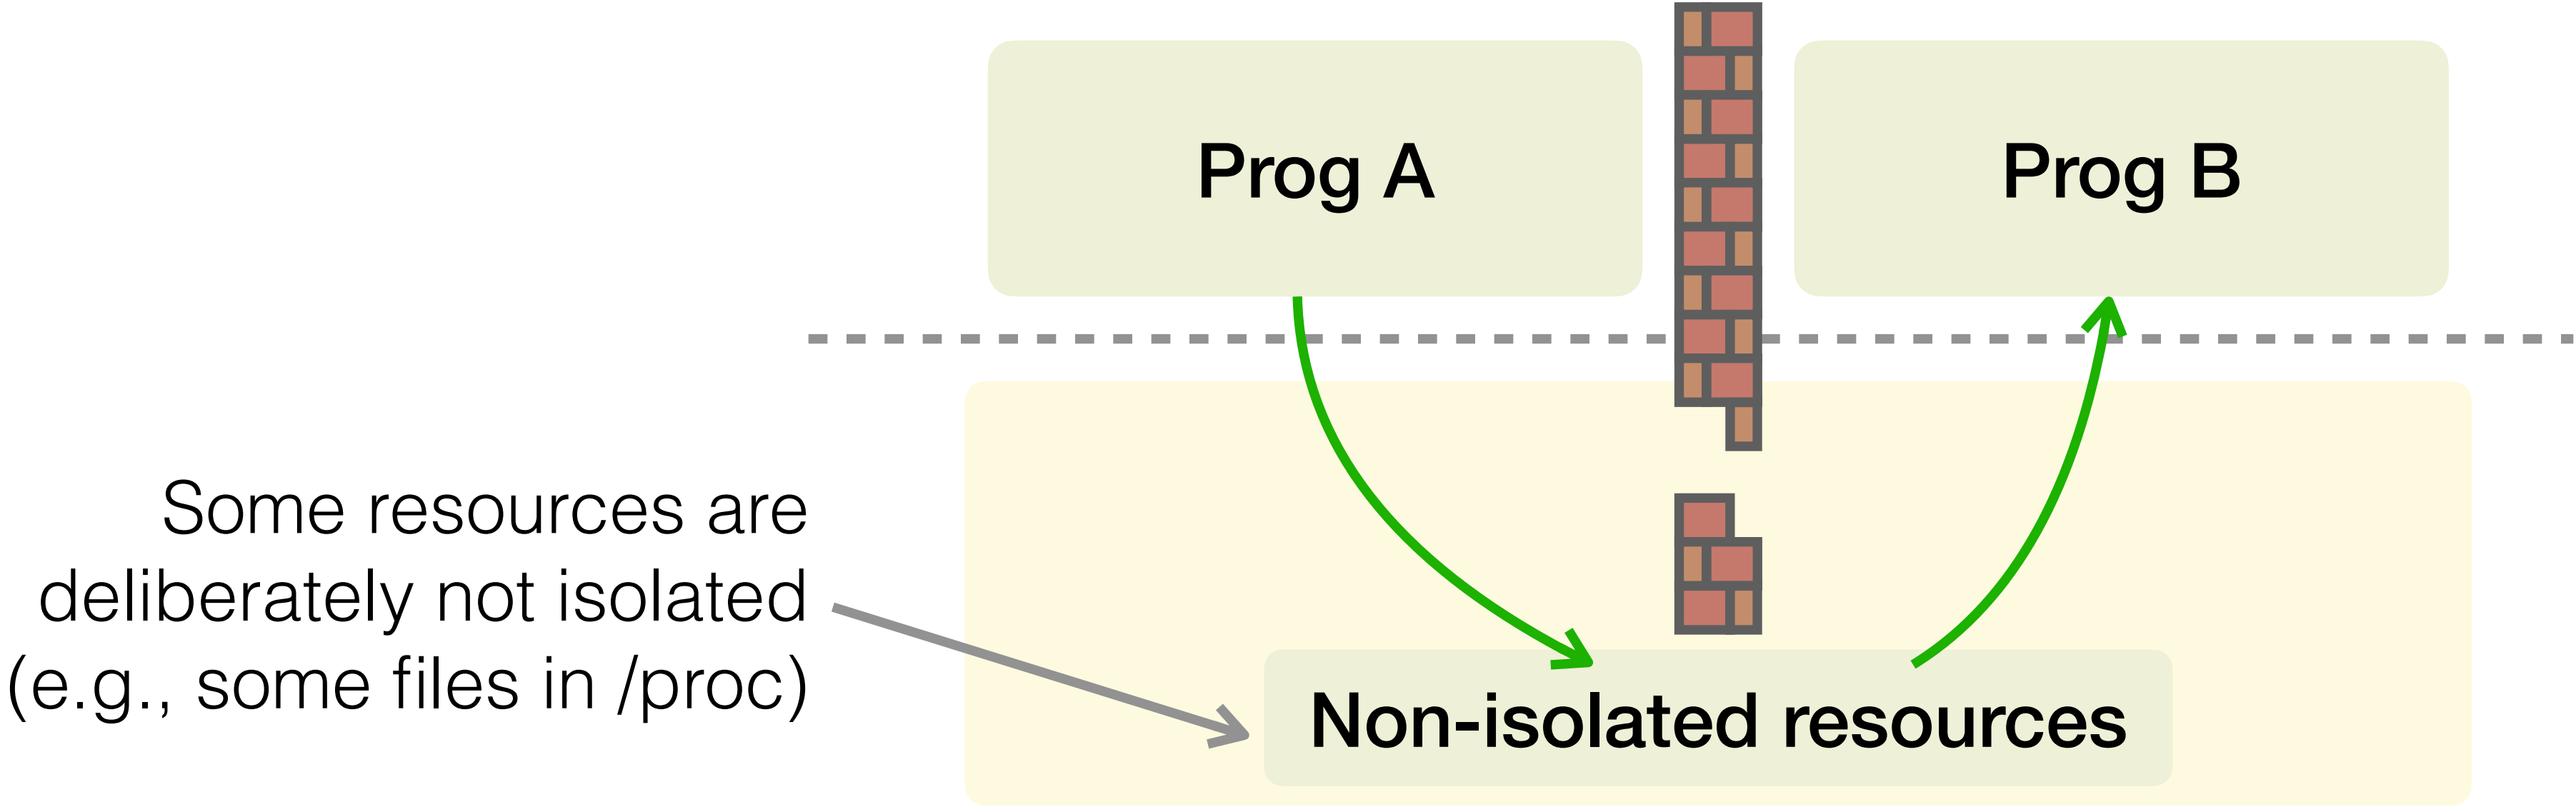 Prog A
Prog B
Some resources are
deliberately not isolated
(e.g., some files in /proc)
Non-isolated resources